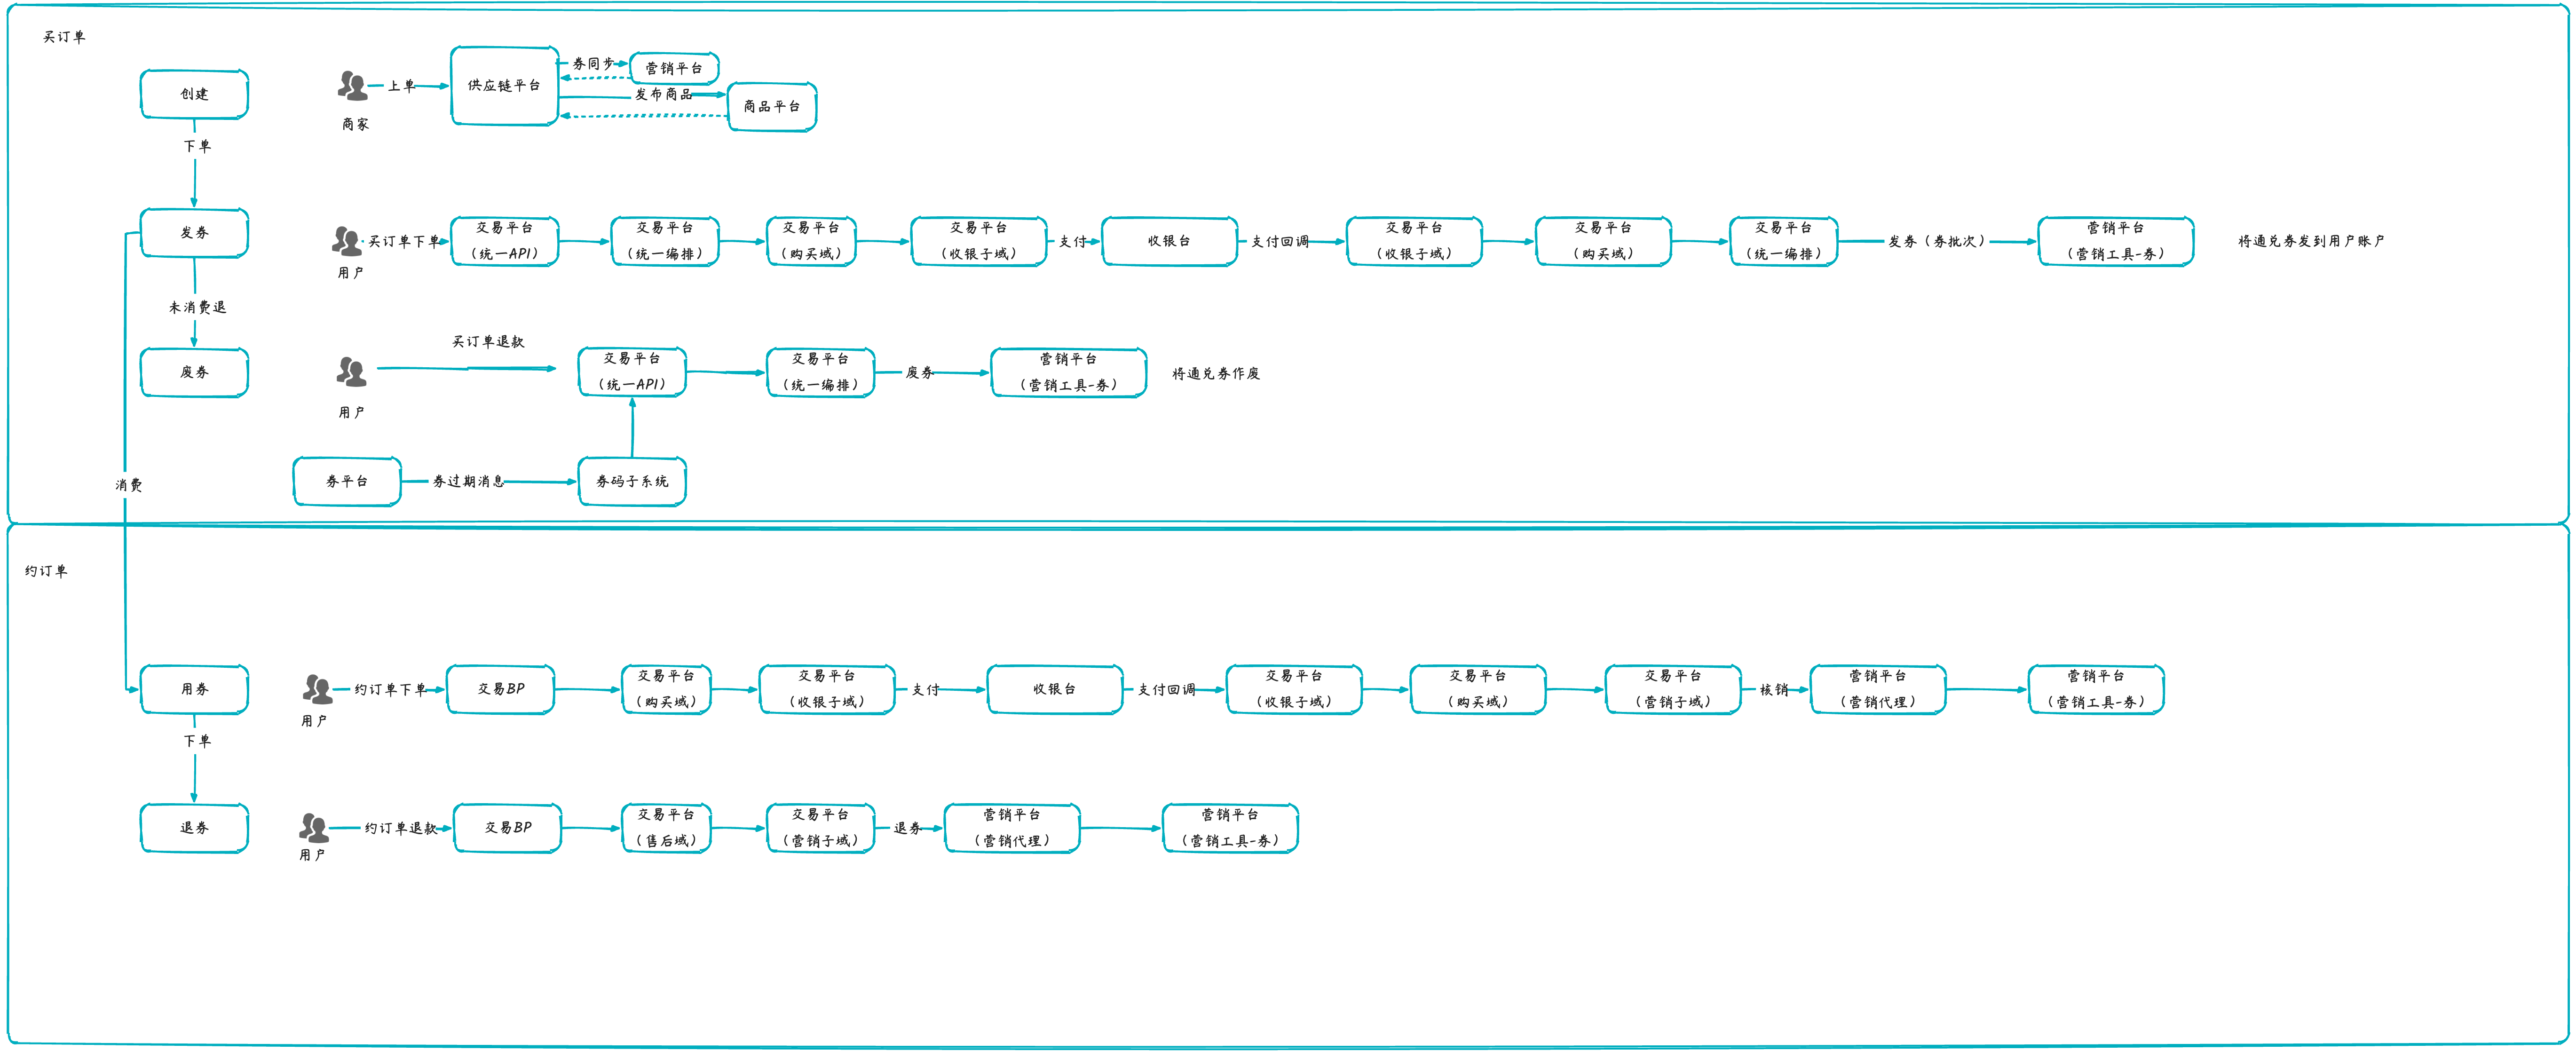 买订单
创建
下单
发券
未消费退
废券
消费
商家
上单
供应链平台
券同步
营销平台
发布商品
商品平台
用户
买订单下单
交易平台
（统一API）
交易平台
（统一编排）
交易平台
（购买域）
交易平台
（收银子域）
支付
收银台
支付回调
交易平台
（收银子域）
交易平台
（购买域）
交易平台
（统一编排）
发券（券批次）
营销平台
（营销工具-券）
将通兑券发到用户账户
用户
买订单退款
交易平台
（统一API）
交易平台
（统一编排）
废券
营销平台
（营销工具-券）
将通兑券作废
券平台
券过期消息
券码子系统
约订单
用券
下单
退券
用户
约订单下单
交易BP
交易平台
（购买域）
交易平台
（收银子域）
支付
收银台
支付回调
交易平台
（收银子域）
交易平台
（购买域）
交易平台
（营销子域）
核销
营销平台
（营销代理）
营销平台
（营销工具-券）
用户
约订单退款
交易BP
交易平台
（售后域）
交易平台
（营销子域）
退券
营销平台
（营销代理）
营销平台
（营销工具-券）